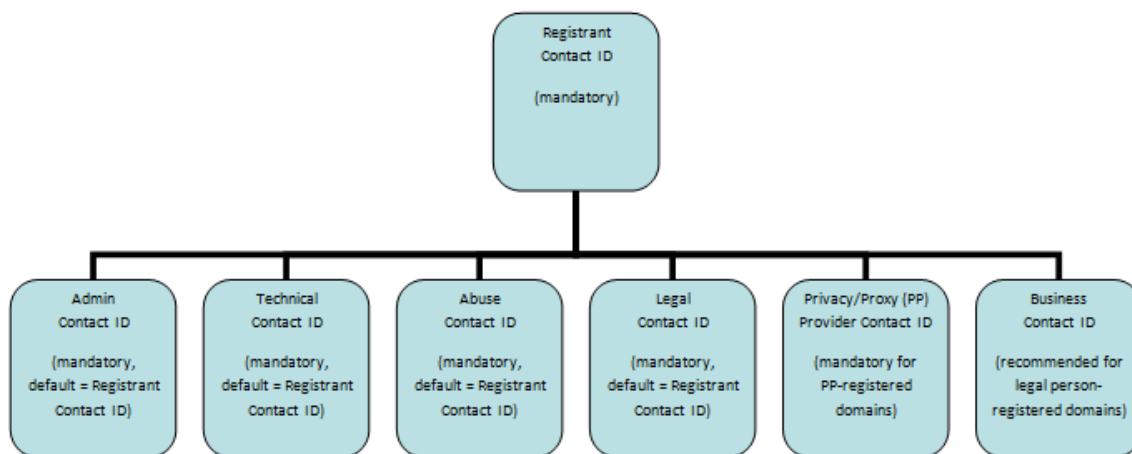 Registrant
Contact ID
(mandatory)
Admin
Contact ID
(mandatory,
default = Registrant
Contact ID)
Technical
Contact ID
(mandatory,
default = Registrant
Contact ID)
Abuse
Contact ID
(mandatory,
default = Registrant
Contact ID)
Legal
Contact ID
(mandatory,
default = Registrant
Contact ID)
Privacy/Proxy (PP)
Provider Contact ID
(mandatory for
PP-registered
domains)
Business
Contact ID
(recommended for
legal person-
registered domains)